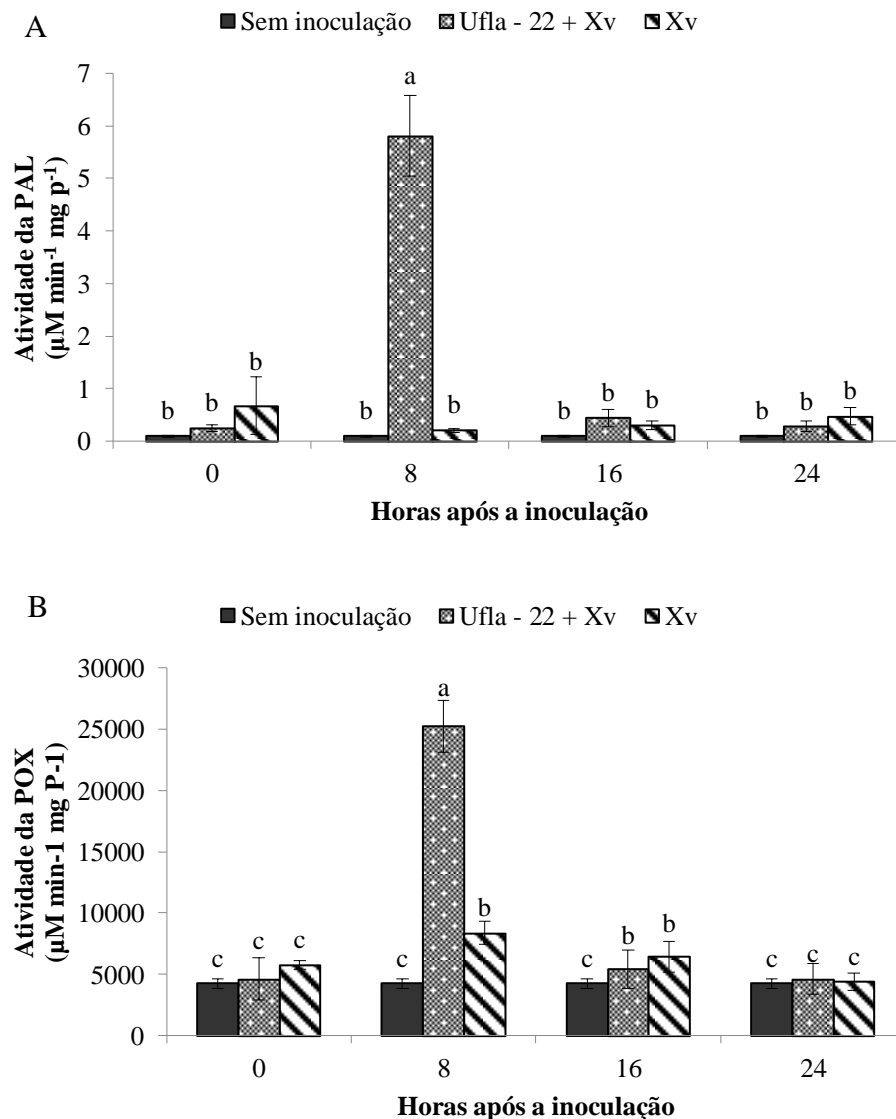 A
Sem inoculação Ufla - 22 + Xv Xv
Atividade da PAL
(µM min⁻¹ mg p⁻¹)
7
6
5
4
3
2
1
0
b b b
b a b
b b b
b b b
0 8 16 24
Horas após a inoculação
B
Sem inoculação Ufla - 22 + Xv Xv
Atividade da POX
(µM min-1 mg P-1)
30000
25000
20000
15000
10000
5000
0
c c c
c a b
c b b
c c c
0 8 16 24
Horas após a inoculação